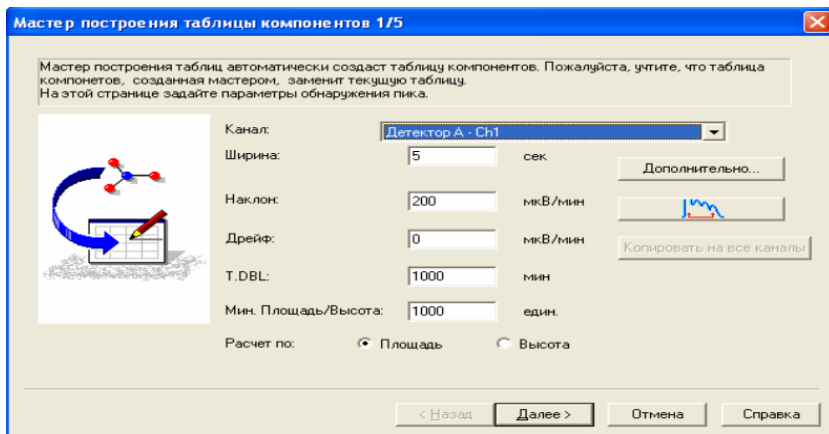 Мастер построения таблицы компонентов 1/5
Мастер построения таблиц автоматически создаст таблицу компонентов. Пожалуйста, учтите, что таблица
компонетов, созданная мастером, заменит текущую таблицу.
На этой странице задайте параметры обнаружения пика.
Канал: Детектор A - Ch1
Ширина: 5 сек
Дополнительно...
Наклон: 200 мкВ/мин
Дрейф: 0 мкВ/мин
Копировать на все каналы
T.DBL: 1000 мин
Мин. Площадь/Высота: 1000 един.
Расчет по: Площадь Высота
< Назад Далее > Отмена Справка